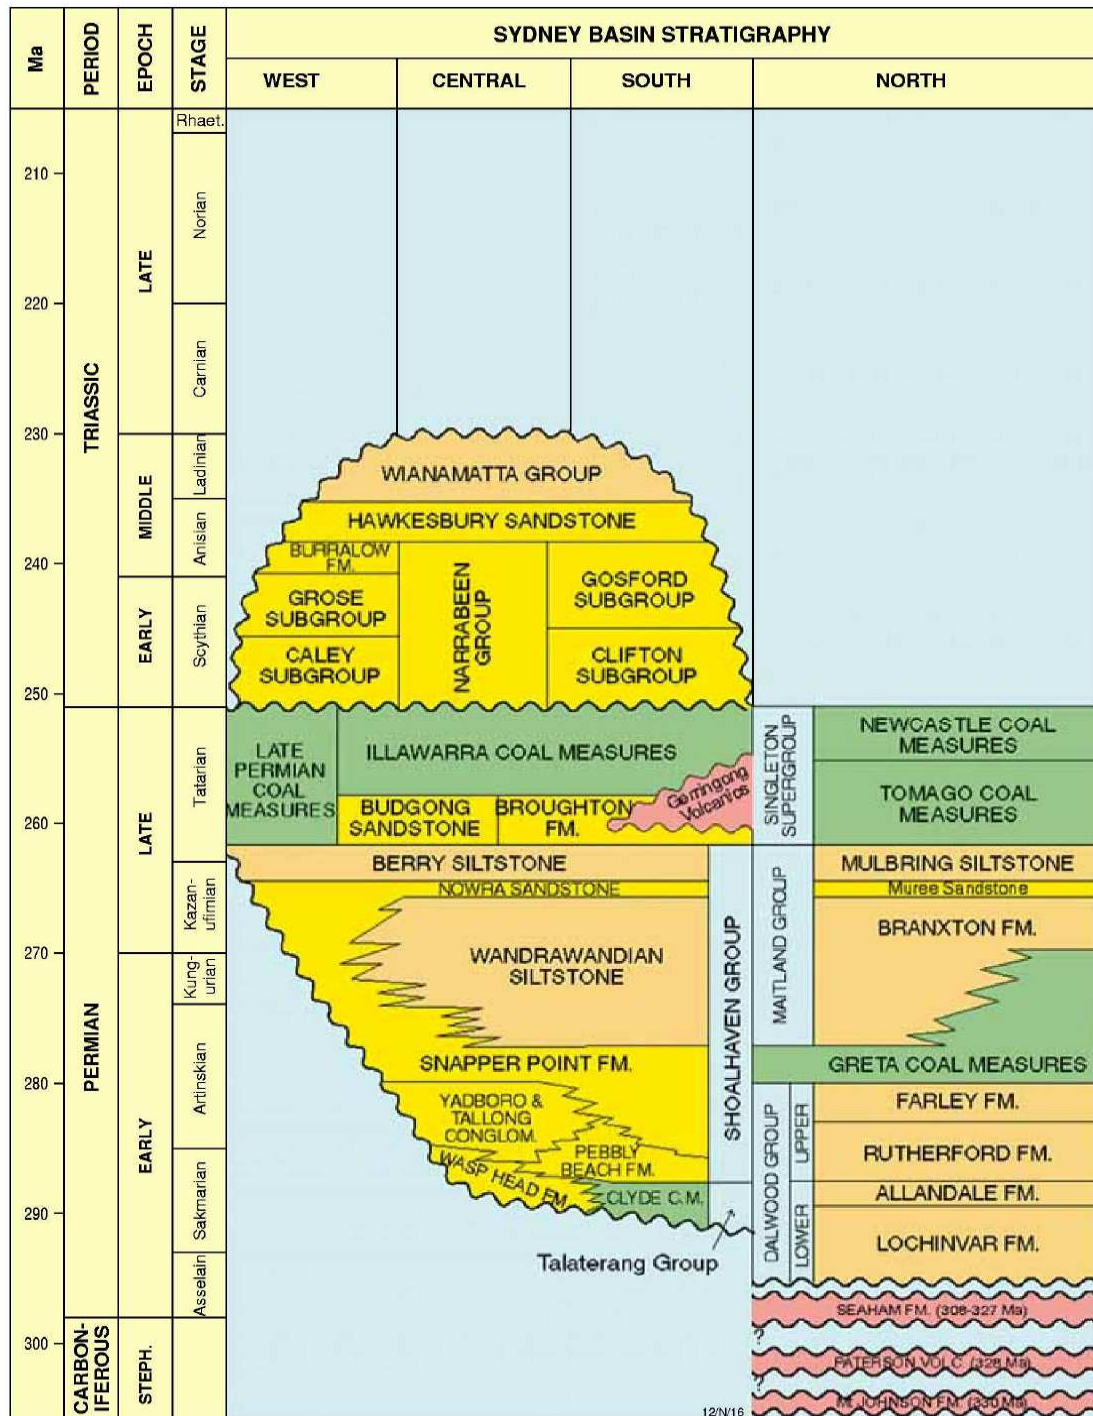 SYDNEY BASIN STRATIGRAPHY
Ma
PERIOD
EPOCH
STAGE
WEST
CENTRAL
SOUTH
NORTH
210
220
230
240
250
260
270
280
290
300
TRIASSIC
PERMIAN
CARBON-
IFEROUS
LATE
MIDDLE
EARLY
LATE
EARLY
STEPH.
Rhaet.
Norian
Carnian
Ladinian
Anisian
Scythian
Tatarian
Kazan-
ufimian
Kung-
urian
Artinskian
Sakmarian
Asselain
WIANAMATTA GROUP
HAWKESBURY SANDSTONE
BURRALOW
FM.
GROSE
SUBGROUP
CALEY
SUBGROUP
NARRABEEN
GROUP
GOSFORD
SUBGROUP
CLIFTON
SUBGROUP
LATE
PERMIAN
COAL
MEASURES
ILLAWARRA COAL MEASURES
BUDGONG
SANDSTONE
BROUGHTON
FM.
Gerringong
Volcanics
BERRY SILTSTONE
NOWRA SANDSTONE
WANDRAWANDIAN
SILTSTONE
SNAPPER POINT FM.
YADBORO &
TALLONG
CONGLOM.
PEBBLY
BEACH FM.
WASP HEAD FM
CLYDE C.M.
SHOALHAVEN GROUP
Talaterang Group
SINGLETON
SUPERGROUP
NEWCASTLE COAL
MEASURES
TOMAGO COAL
MEASURES
MAITLAND GROUP
MULBRING SILTSTONE
Muree Sandstone
BRANXTON FM.
GRETA COAL MEASURES
DALWOOD GROUP
UPPER
LOWER
FARLEY FM.
RUTHERFORD FM.
ALLANDALE FM.
LOCHINVAR FM.
SEAHAM FM. (308-327 Ma)
?
PATERSON VOLC. (328 Ma)
?
Mt JOHNSON FM. (330 Ma)
12/N/16